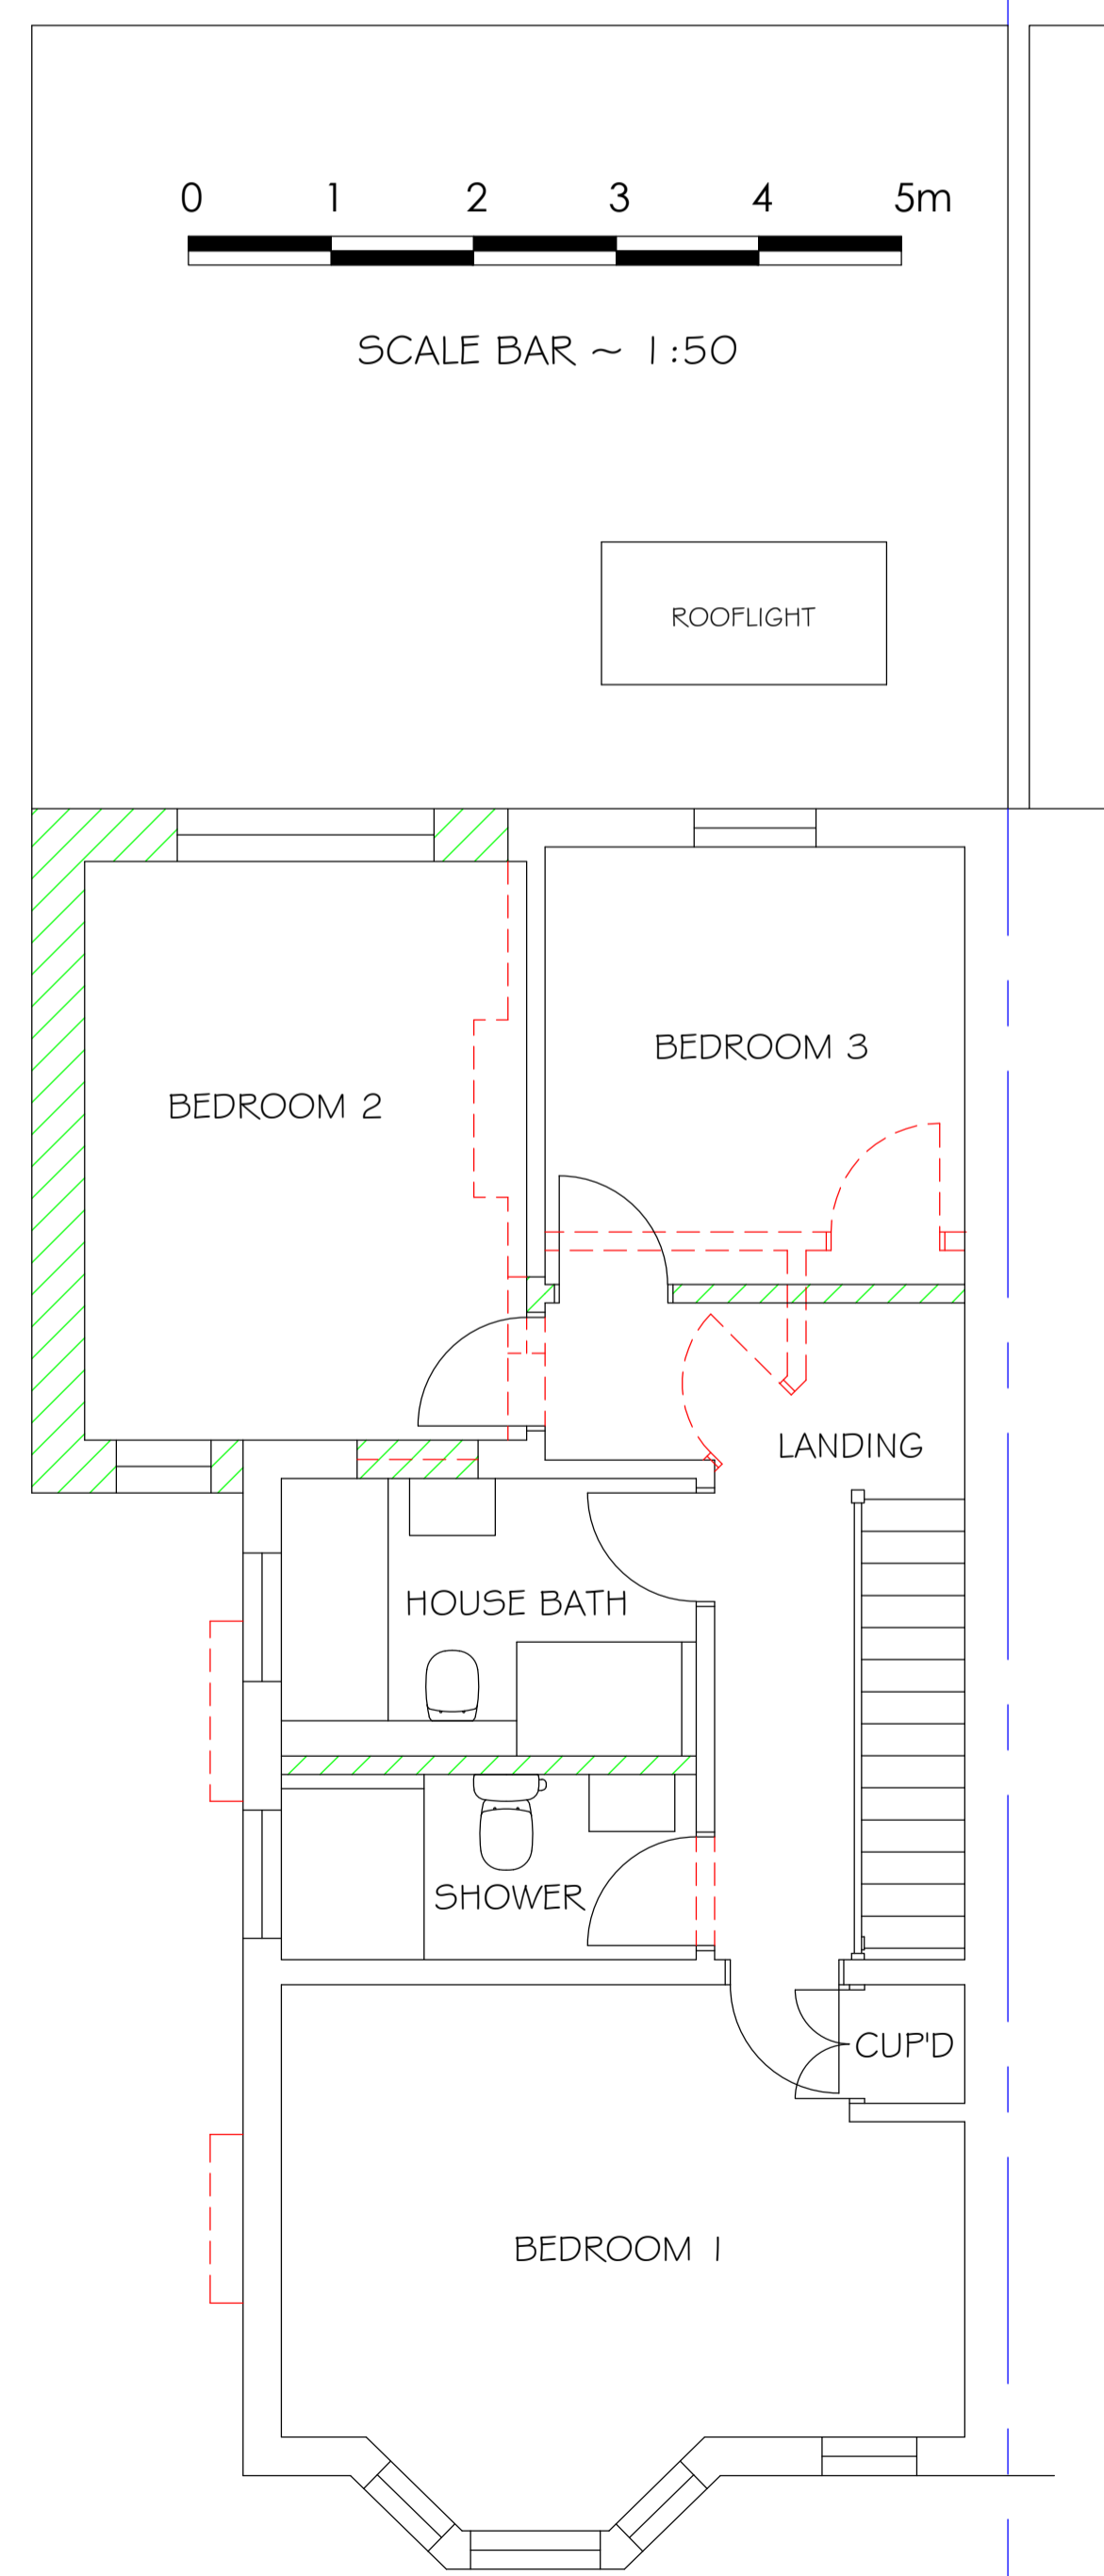 0 1 2 3 4 5m
SCALE BAR ~ 1:50
ROOFLIGHT
BEDROOM 3
BEDROOM 2
LANDING
HOUSE BATH
SHOWER
CUP'D
BEDROOM 1